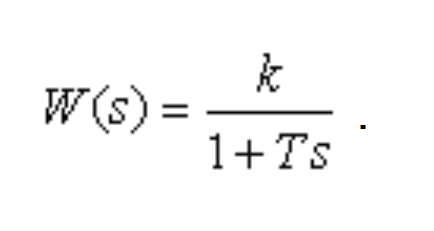 W(s) = k / (1 + Ts) .